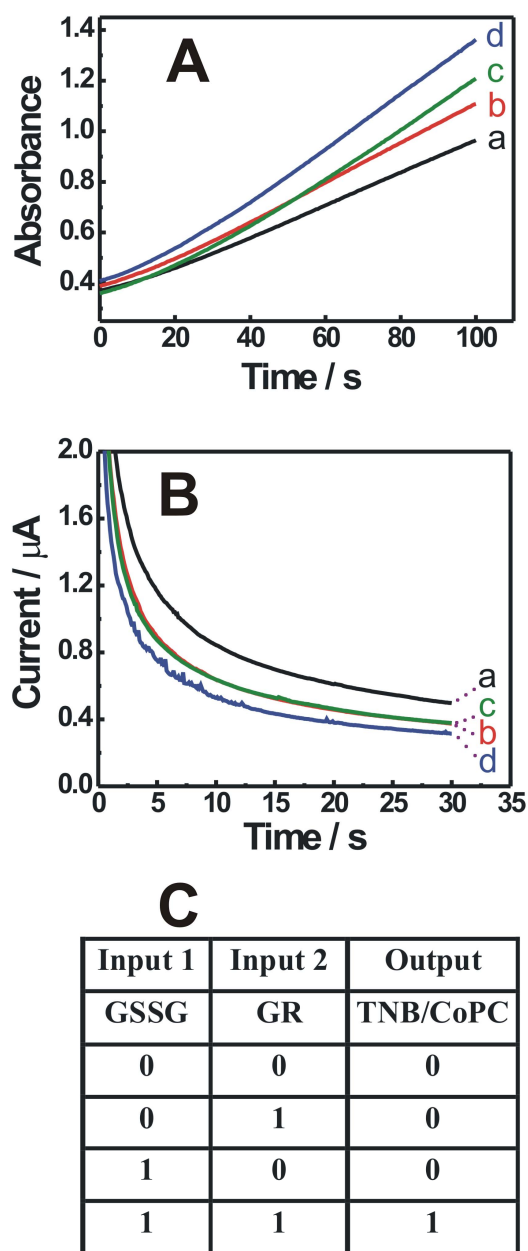 A
Absorbance
1.4
1.2
1.0
0.8
0.6
0.4
d
c
b
a
0 20 40 60 80 100
Time / s
B
Current / μA
2.0
1.6
1.2
0.8
0.4
0.0
a
c
b
d
0 5 10 15 20 25 30 35
Time / s
C
Input 1 Input 2 Output
GSSG GR TNB/CoPC
0 0 0
0 1 0
1 0 0
1 1 1